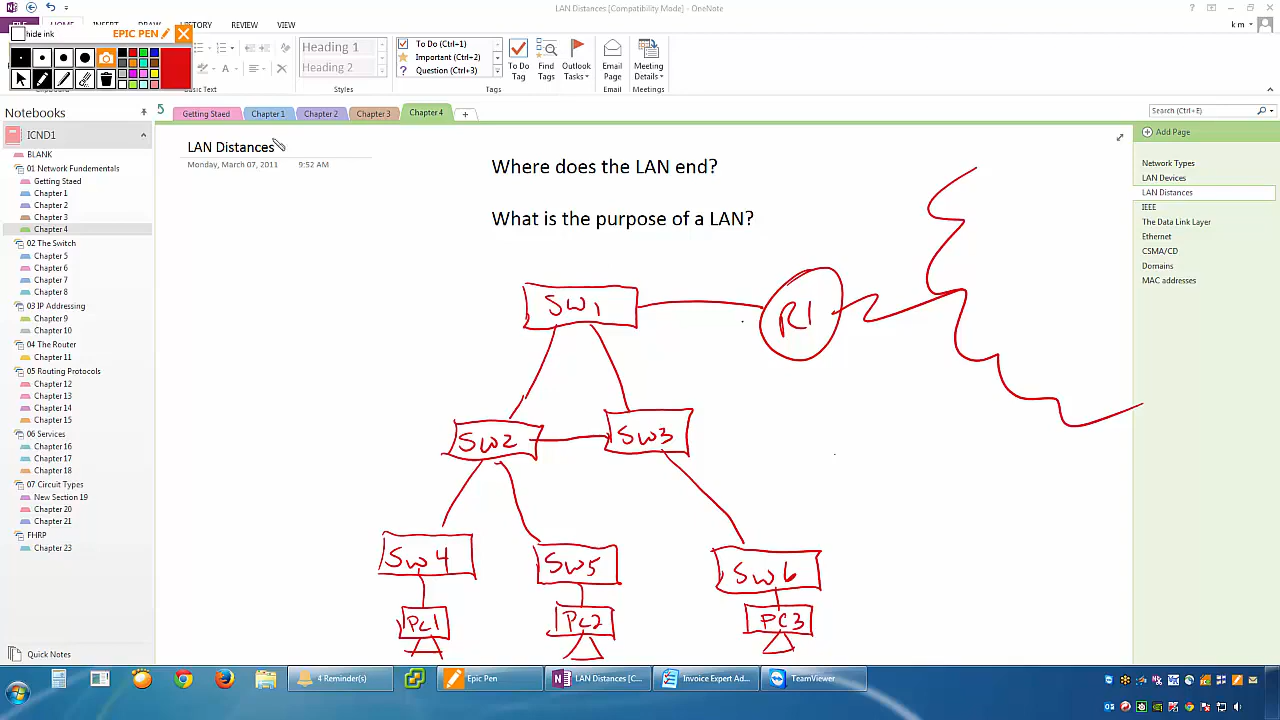 LAN Distances [Compatibility Mode] - OneNote
k m
hide ink
EPIC PEN
HOME
INSERT
DRAW
HISTORY
REVIEW
VIEW
Heading 1
Heading 2
To Do (Ctrl+1)
Important (Ctrl+2)
Question (Ctrl+3)
To Do Tag
Find Tags
Outlook Tasks
Email Page
Meeting Details
Basic Text
Styles
Tags
Email
Meetings
Notebooks
Getting Staed
Chapter 1
Chapter 2
Chapter 3
Chapter 4
Search (Ctrl+E)
ICND1
BLANK
01 Network Fundamentals
Getting Staed
Chapter 1
Chapter 2
Chapter 3
Chapter 4
02 The Switch
Chapter 5
Chapter 6
Chapter 7
Chapter 8
03 IP Addressing
Chapter 9
Chapter 10
04 The Router
Chapter 11
05 Routing Protocols
Chapter 12
Chapter 13
Chapter 14
Chapter 15
06 Services
Chapter 16
Chapter 17
Chapter 18
07 Circuit Types
New Section 19
Chapter 20
Chapter 21
FHRP
Chapter 23
Quick Notes
LAN Distances
Monday, March 07, 2011 9:52 AM
Where does the LAN end?
What is the purpose of a LAN?
SW1
R1
SW2
SW3
SW4
SW5
SW6
PC1
PC2
PC3
Add Page
Network Types
LAN Devices
LAN Distances
IEEE
The Data Link Layer
Ethernet
CSMA/CD
Domains
MAC addresses
4 Reminder(s)
Epic Pen
LAN Distances [C...
Invoice Expert Ad...
TeamViewer